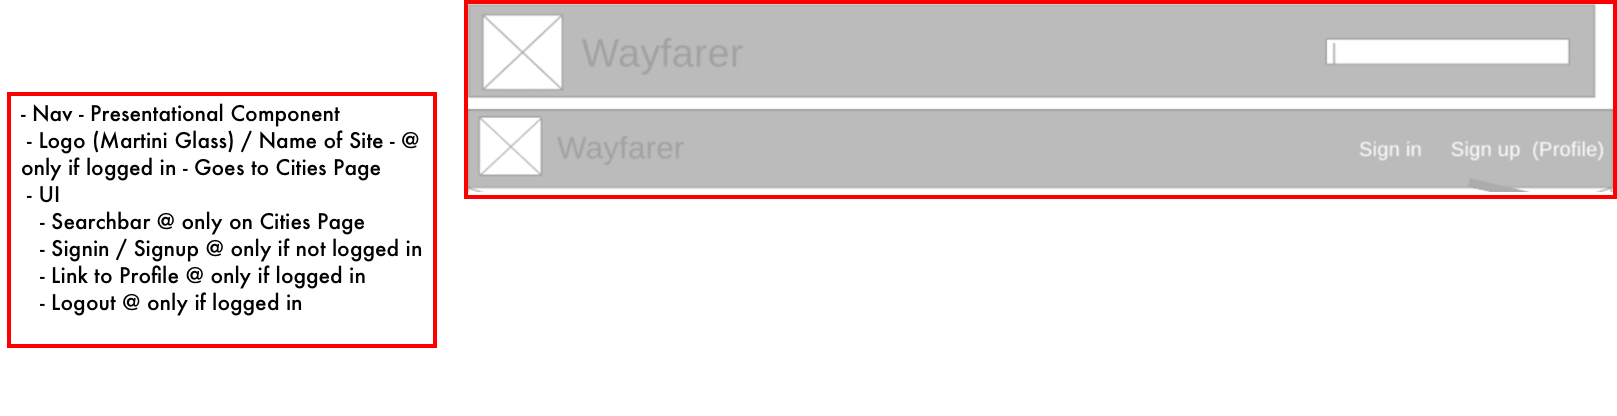 Wayfarer
- Nav - Presentational Component
- Logo (Martini Glass) / Name of Site - @
only if logged in - Goes to Cities Page
- UI
- Searchbar @ only on Cities Page
- Signin / Signup @ only if not logged in
- Link to Profile @ only if logged in
- Logout @ only if logged in
Wayfarer
Sign in Sign up (Profile)